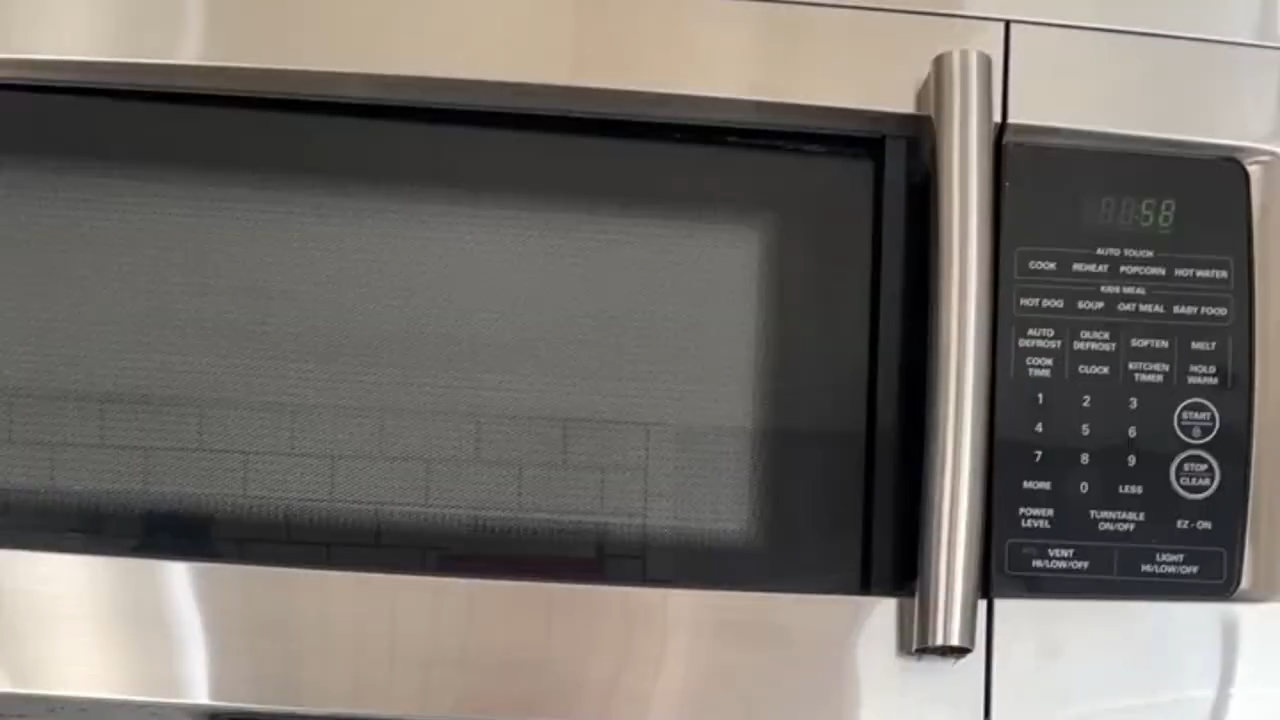 :58
AUTO TOUCH
COOK REHEAT POPCORN HOT WATER
KIDS MEAL
HOT DOG SOUP OAT MEAL BABY FOOD
AUTO DEFROST QUICK DEFROST SOFTEN MELT
COOK TIME CLOCK KITCHEN TIMER HOLD WARM
1 2 3 START
4 5 6
7 8 9 STOP CLEAR
MORE 0 LESS
POWER LEVEL TURNTABLE ON/OFF EZ-ON
VENT HI/LOW/OFF LIGHT HI/LOW/OFF